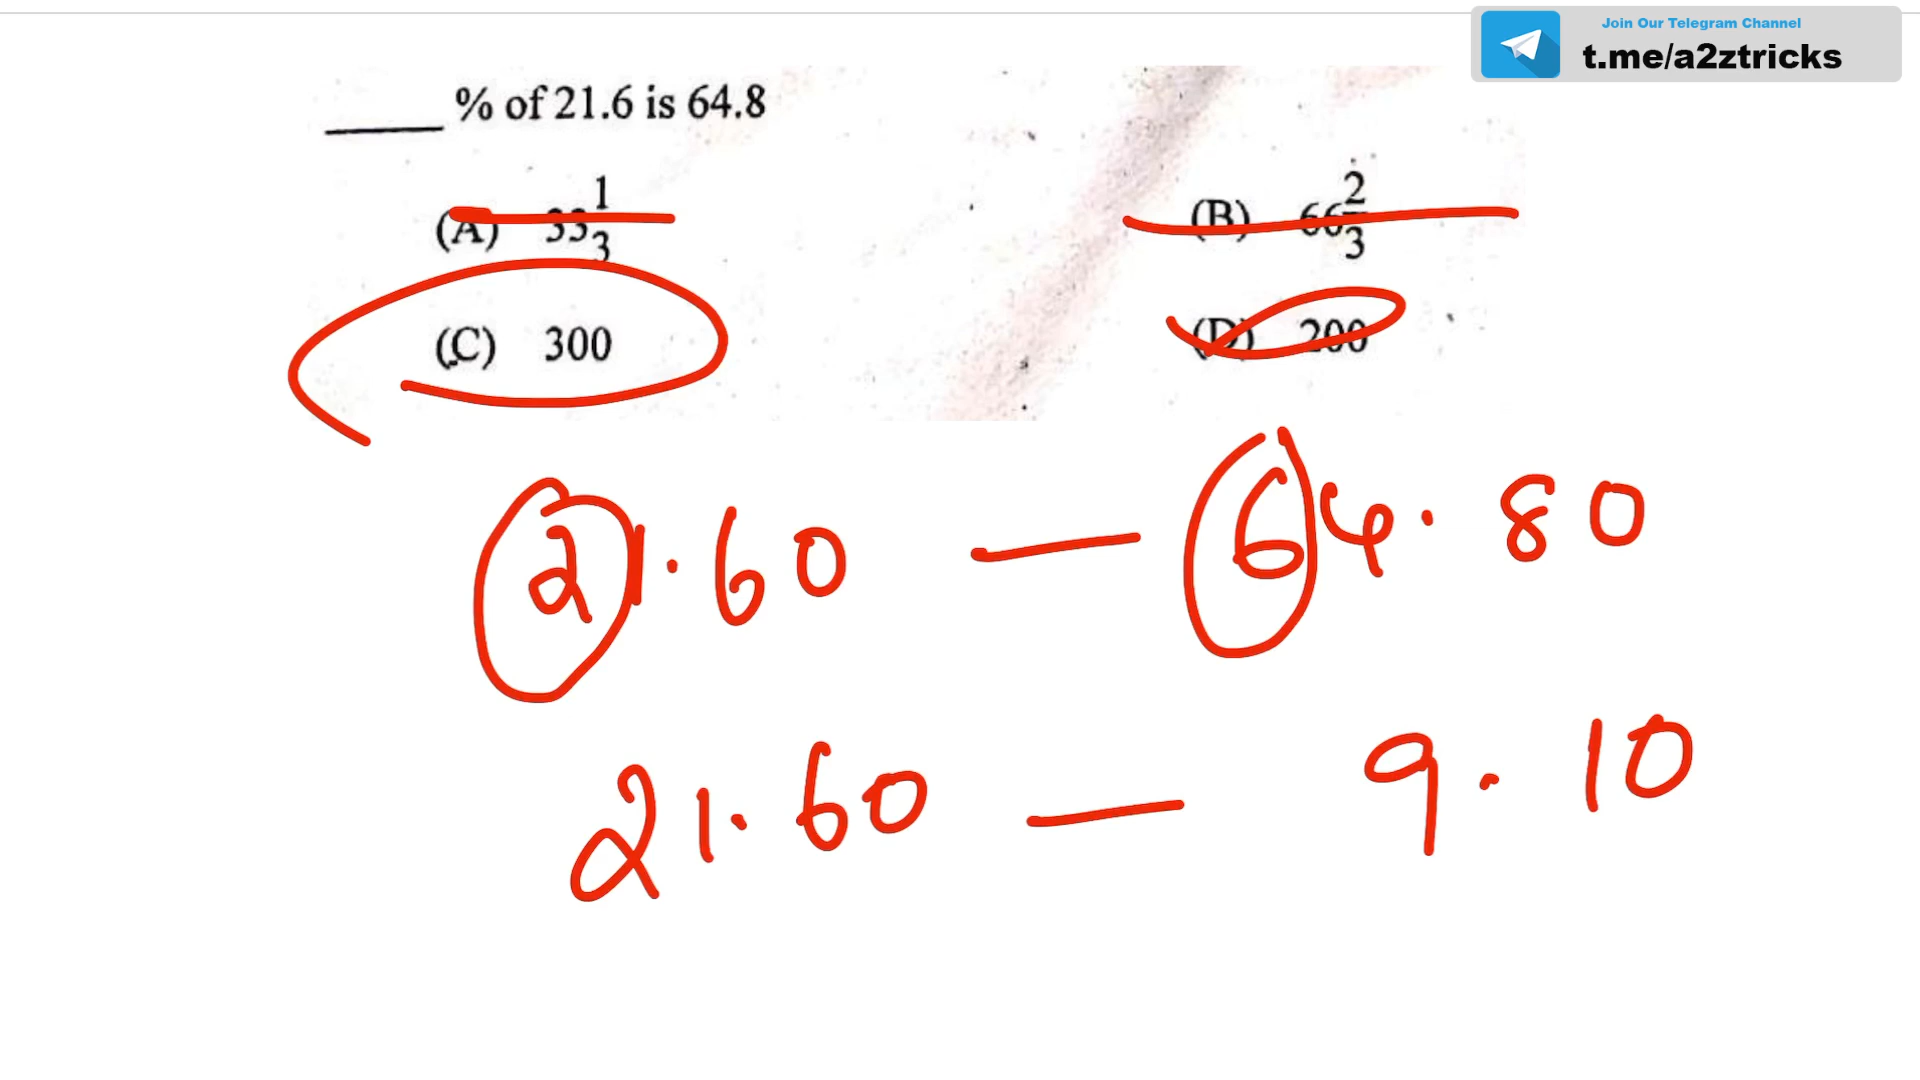 Join Our Telegram Channel
t.me/a2ztricks
_____ % of 21.6 is 64.8
(A) 33 1/3
(B) 66 2/3
(C) 300
(D) 200
21.60 — 64.80
21.60 — 9.10